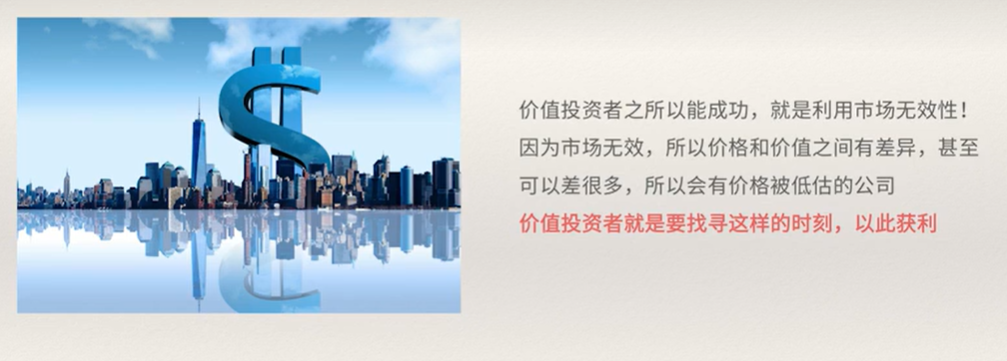 价值投资者之所以能成功，就是利用市场无效性！
因为市场无效，所以价格和价值之间有差异，甚至
可以差很多，所以会有价格被低估的公司
价值投资者就是要找寻这样的时刻，以此获利